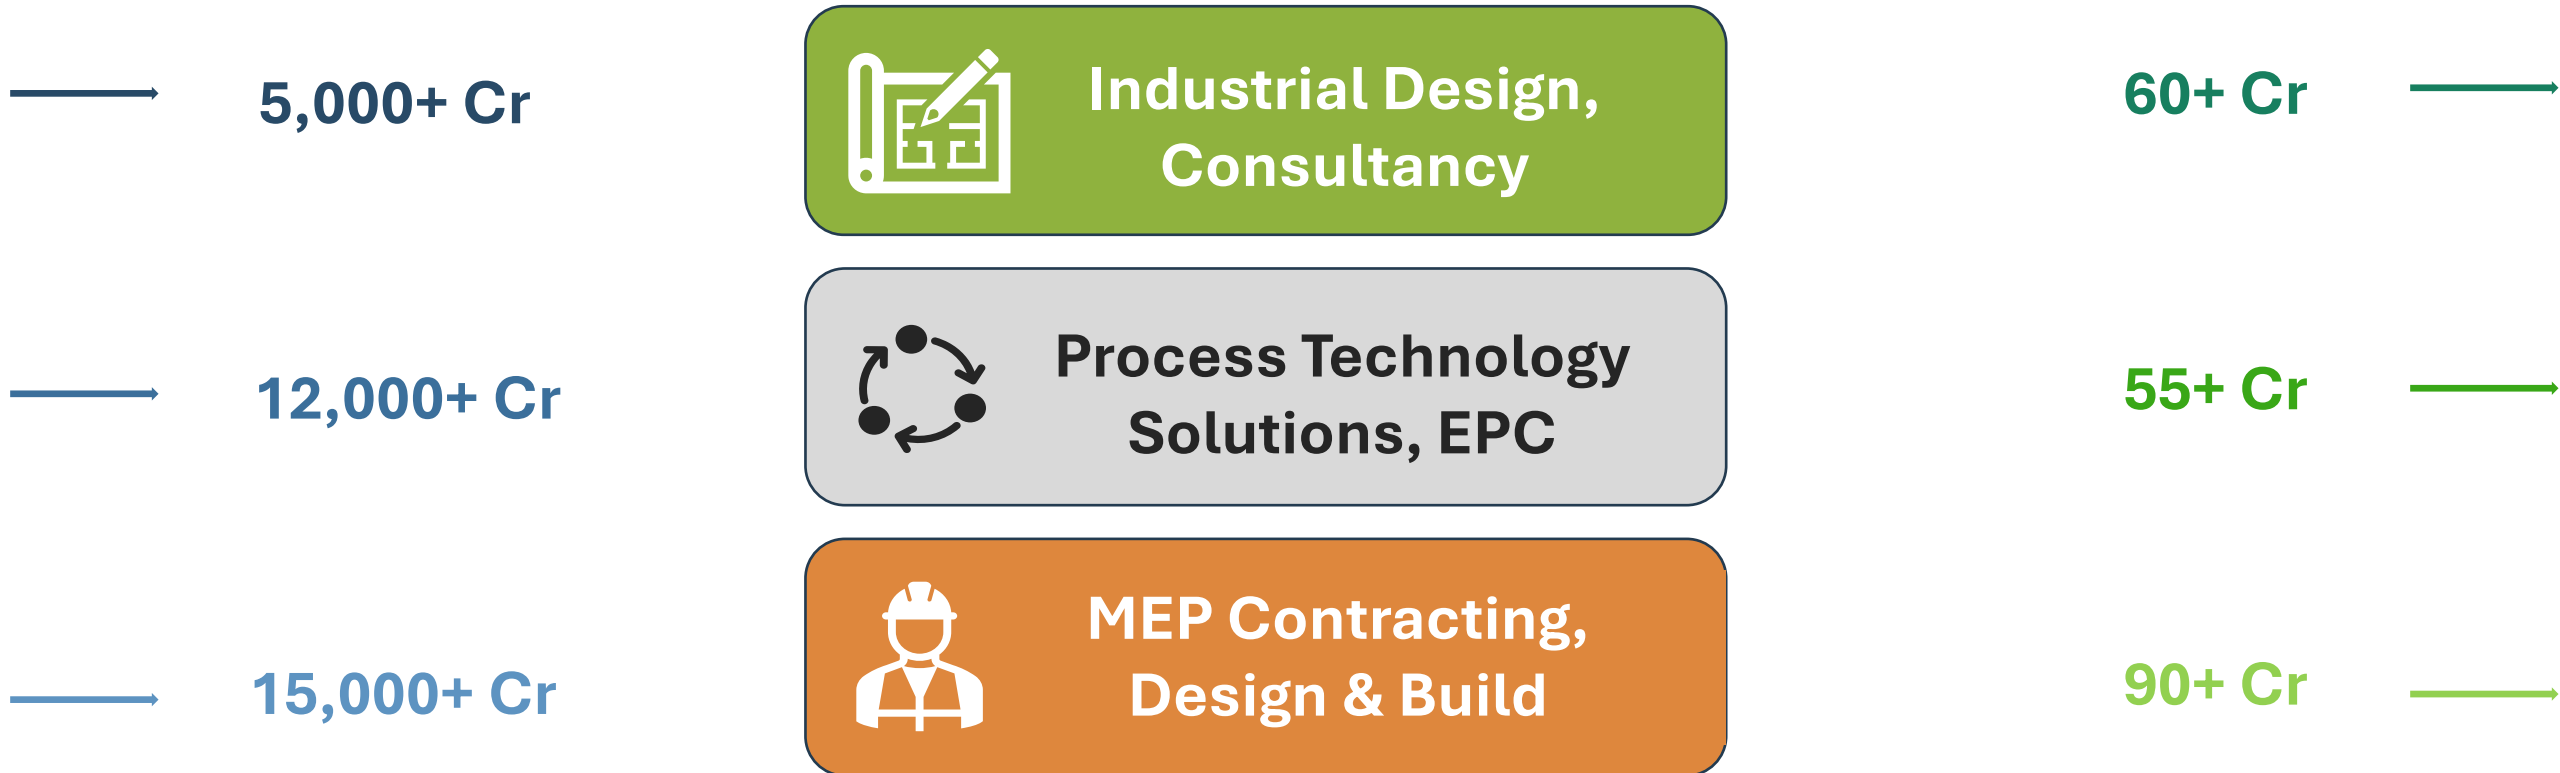 5,000+ Cr
Industrial Design,
Consultancy
60+ Cr
12,000+ Cr
Process Technology
Solutions, EPC
55+ Cr
15,000+ Cr
MEP Contracting,
Design & Build
90+ Cr